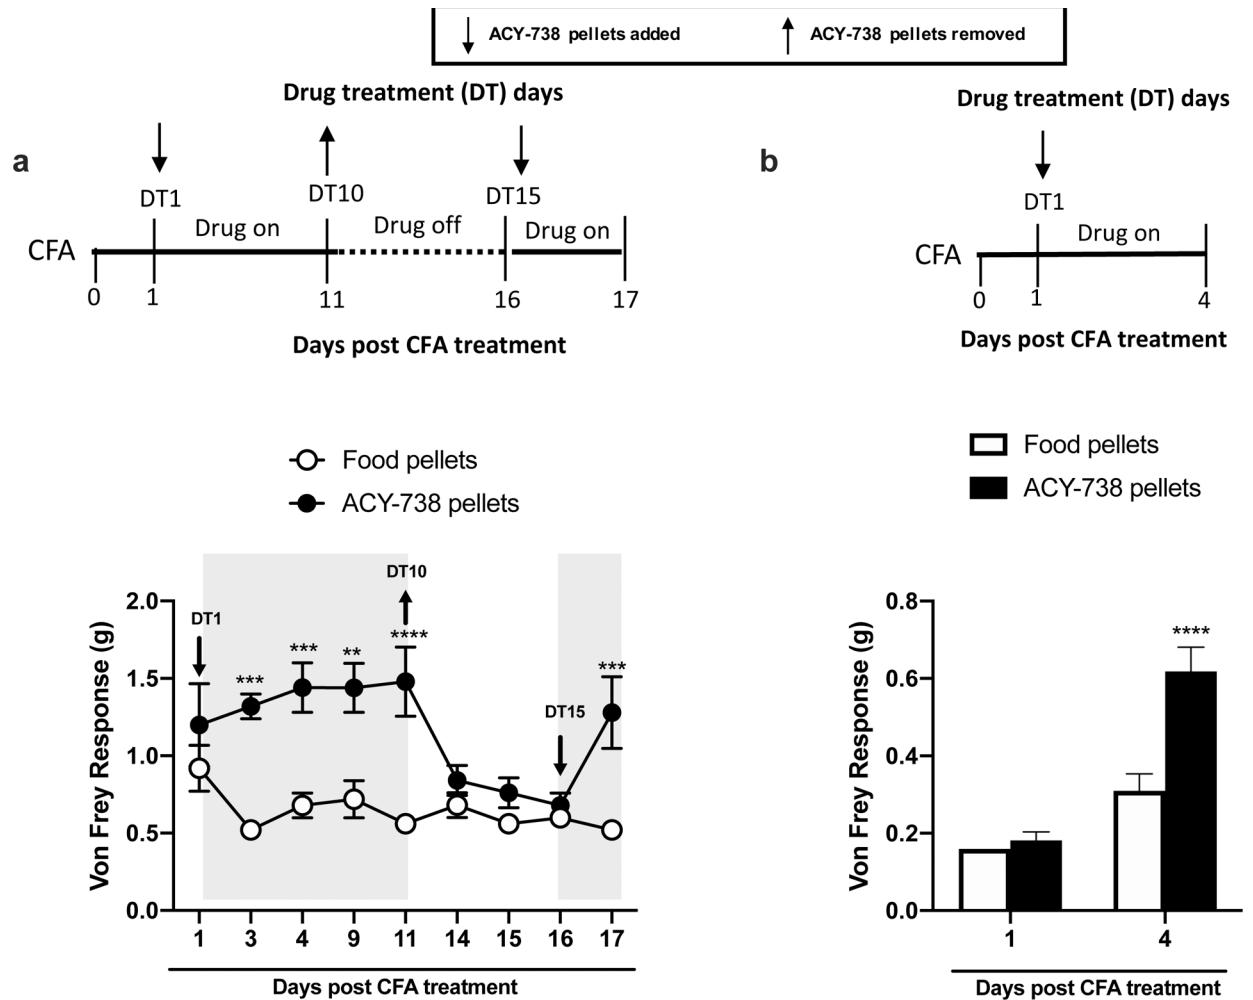 ACY-738 pellets added
ACY-738 pellets removed
Drug treatment (DT) days
a
DT1
DT10
DT15
Drug on
Drug off
Drug on
CFA
0
1
11
16
17
Days post CFA treatment
Food pellets
ACY-738 pellets
Von Frey Response (g)
2.0
1.5
1.0
0.5
0.0
DT1
***
***
**
DT10
****
DT15
***
1 3 4 9 11 14 15 16 17
Days post CFA treatment
Drug treatment (DT) days
b
DT1
Drug on
CFA
0
1
4
Days post CFA treatment
Food pellets
ACY-738 pellets
Von Frey Response (g)
0.8
0.6
0.4
0.2
0.0
****
1 4
Days post CFA treatment